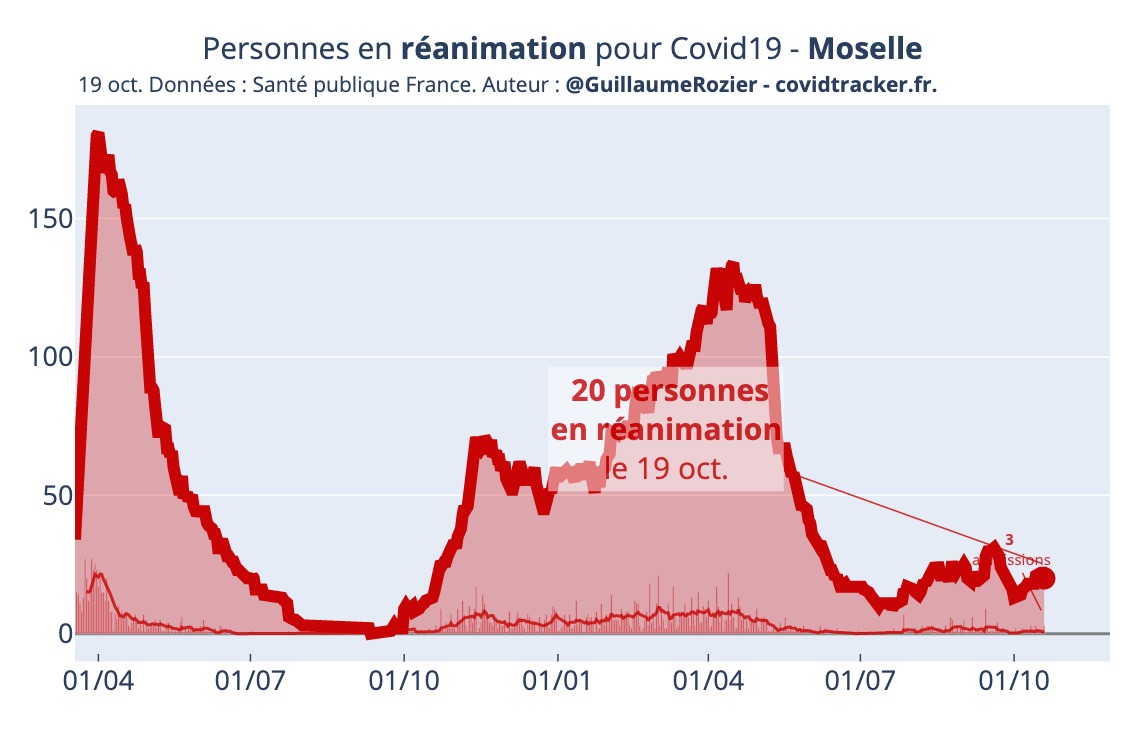 Personnes en réanimation pour Covid19 - Moselle
19 oct. Données : Santé publique France. Auteur : @GuillaumeRozier - covidtracker.fr.
150
100
50
0
20 personnes
en réanimation
le 19 oct.
3
admissions
01/04
01/07
01/10
01/01
01/04
01/07
01/10